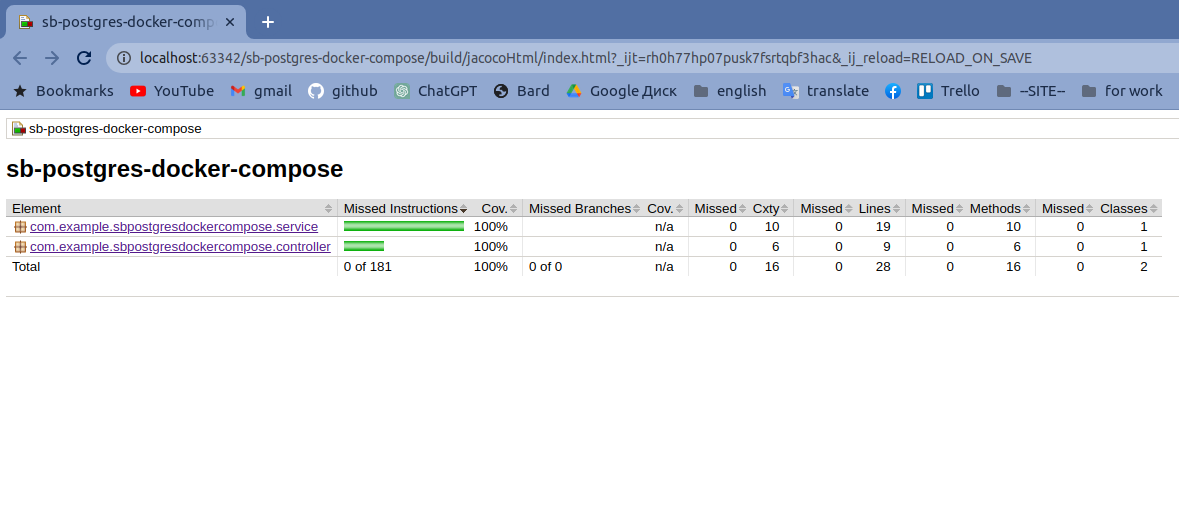 sb-postgres-docker-comp
localhost:63342/sb-postgres-docker-compose/build/jacocoHtml/index.html?_ijt=rh0h77hp07pusk7fsrtqbf3hac&_ij_reload=RELOAD_ON_SAVE
Bookmarks YouTube gmail github ChatGPT Bard Google Диск english translate Trello --SITE-- for work
sb-postgres-docker-compose
sb-postgres-docker-compose
Element Missed Instructions Cov. Missed Branches Cov. Missed Cxty Missed Lines Missed Methods Missed Classes
com.example.sbpostgresdockercompose.service 100% n/a 0 10 0 19 0 10 0 1
com.example.sbpostgresdockercompose.controller 100% n/a 0 6 0 9 0 6 0 1
Total 0 of 181 100% 0 of 0 n/a 0 16 0 28 0 16 0 2